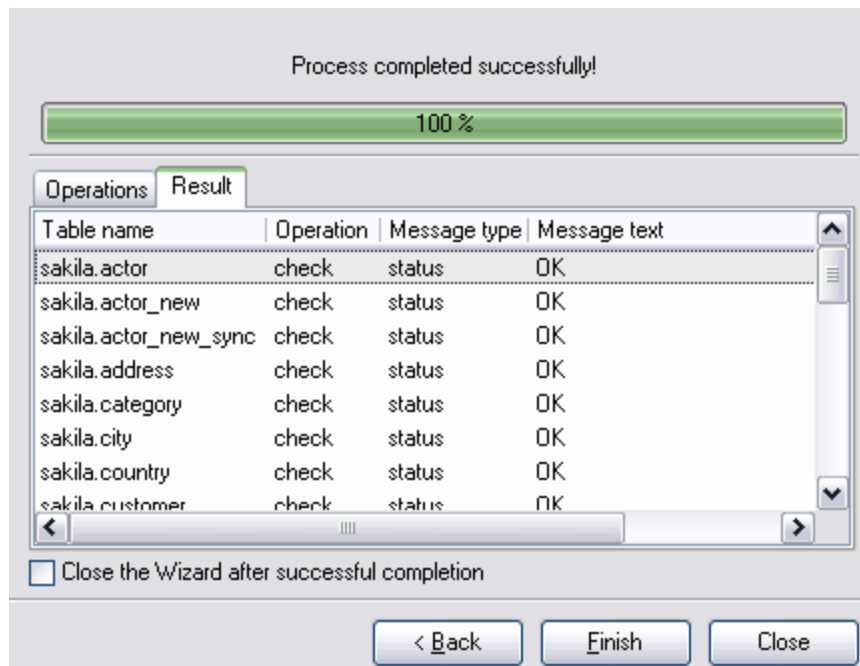 Process completed successfully!
100 %
Operations Result
Table name Operation Message type Message text
sakila.actor check status OK
sakila.actor_new check status OK
sakila.actor_new_sync check status OK
sakila.address check status OK
sakila.category check status OK
sakila.city check status OK
sakila.country check status OK
sakila.customer check status OK
Close the Wizard after successful completion
< Back Finish Close